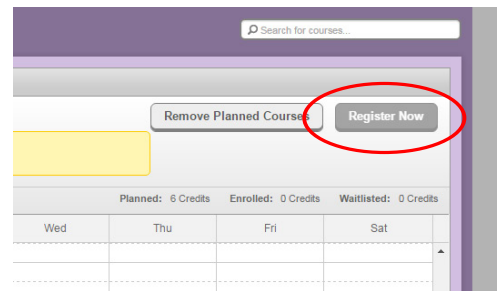 Search for courses...
Remove Planned Courses Register Now
Planned: 6 Credits Enrolled: 0 Credits Waitlisted: 0 Credits
Wed Thu Fri Sat